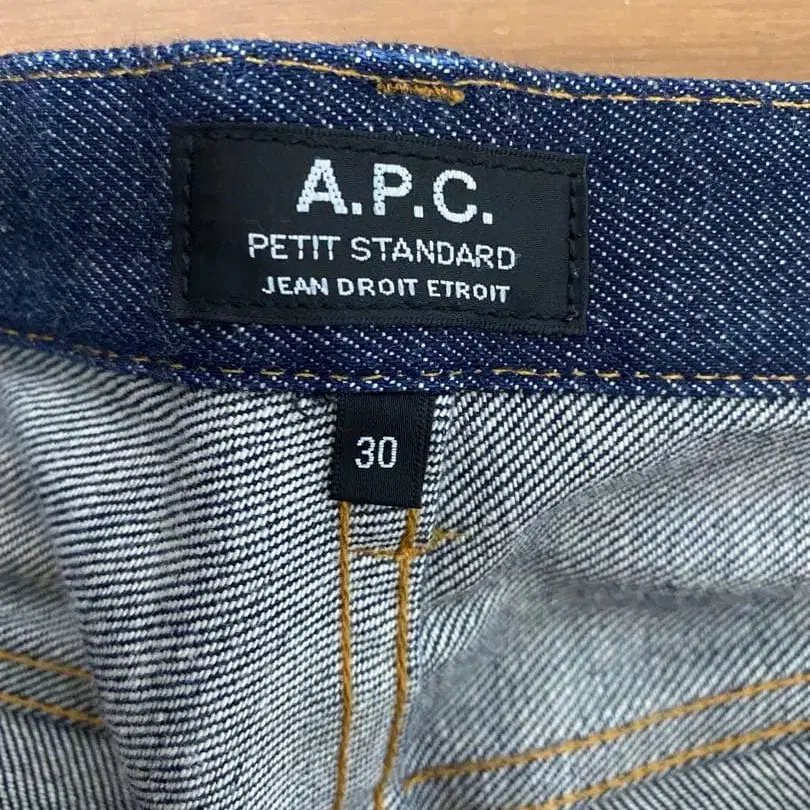 A.P.C.
PETIT STANDARD
JEAN DROIT ETROIT
30